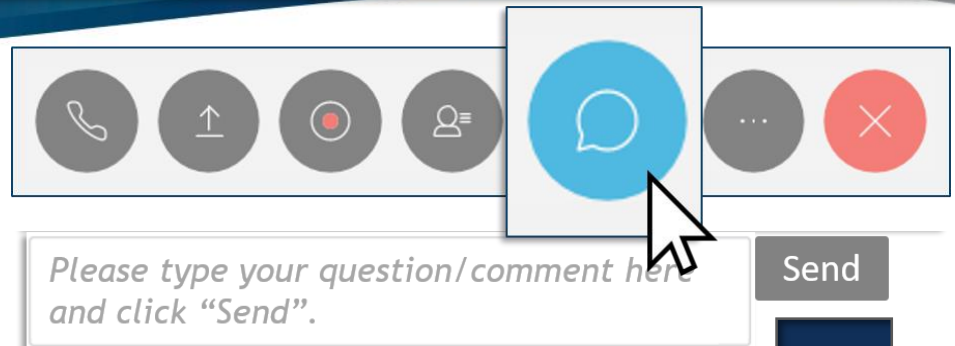 Please type your question/comment here
and click “Send”.
Send